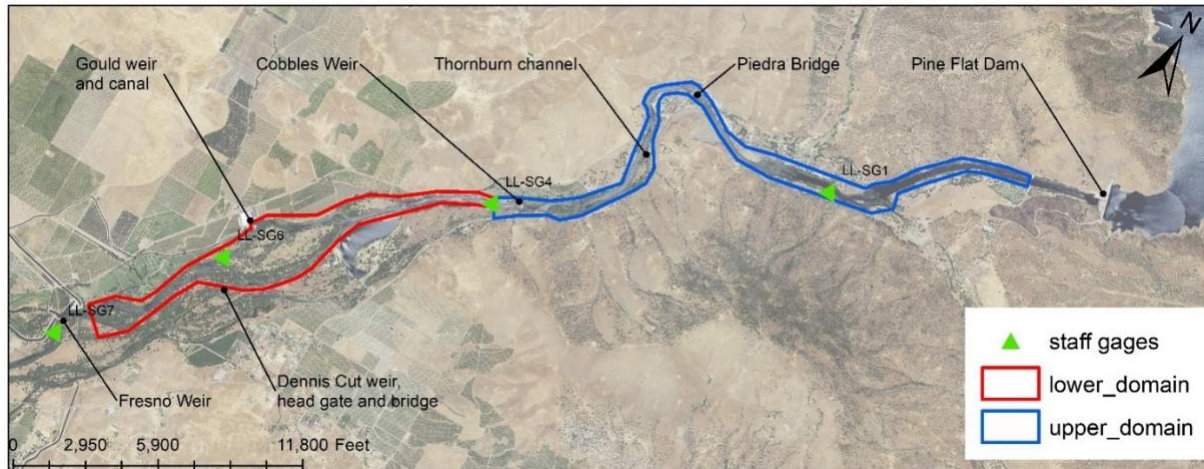 N
Gould weir
and canal
Cobbles Weir
Thornburn channel
Piedra Bridge
Pine Flat Dam
LL-SG4
LL-SG1
LL-SG6
LL-SG7
Fresno Weir
Dennis Cut weir,
head gate and bridge
staff gages
lower_domain
upper_domain
0 2,950 5,900 11,800 Feet